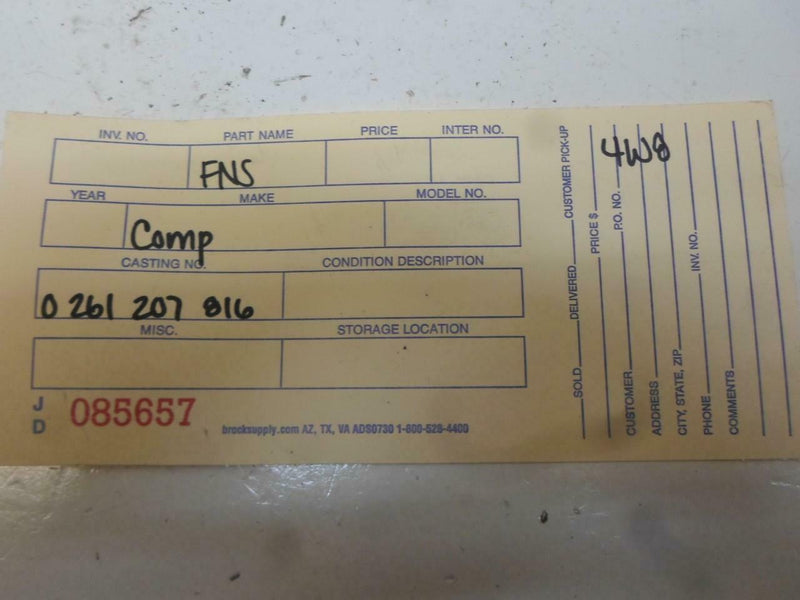 INV. NO. PART NAME PRICE INTER NO.
FNS
YEAR MAKE MODEL NO.
Comp
CASTING NO. CONDITION DESCRIPTION
0 261 207 816
MISC. STORAGE LOCATION
J D 085657
brocksupply.com AZ, TX, VA ADS0730 1-800-528-4400
SOLD DELIVERED CUSTOMER PICK-UP
PRICE $
4W8
CUSTOMER P.O. NO.
ADDRESS
CITY, STATE, ZIP
PHONE INV. NO.
COMMENTS